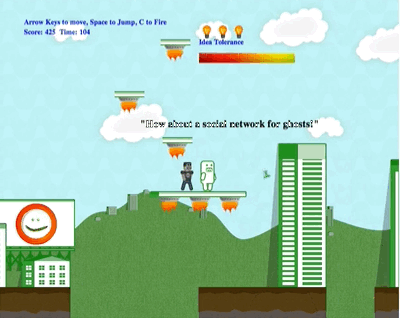 Arrow Keys to move, Space to Jump, C to Fire
Score: 425 Time: 104
Idea Tolerance
"How about a social network for ghosts!"